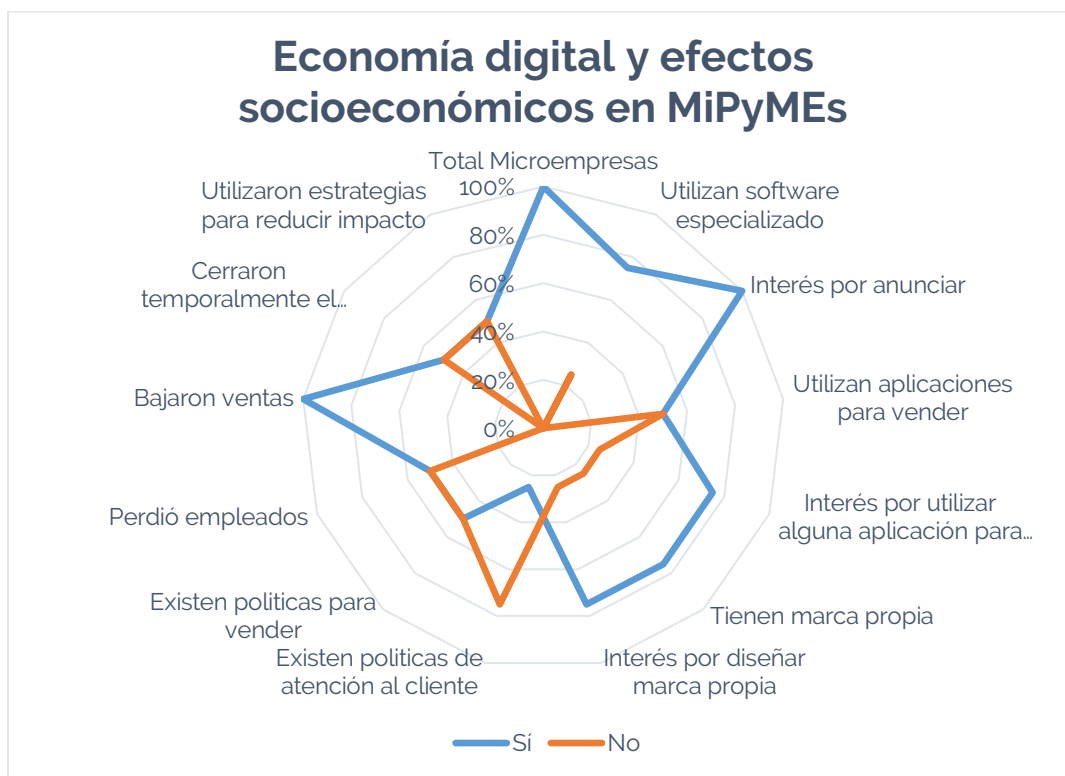 Economía digital y efectos
socioeconómicos en MiPyMEs
Total Microempresas
Utilizan software
especializado
Interés por anunciar
Utilizan aplicaciones
para vender
Interés por utilizar
alguna aplicación para…
Tienen marca propia
Interés por diseñar
marca propia
Existen politicas de
atención al cliente
Existen politicas para
vender
Perdió empleados
Bajaron ventas
Cerraron
temporalmente el…
Utilizaron estrategias
para reducir impacto
100%
80%
60%
40%
20%
0%
Sí
No